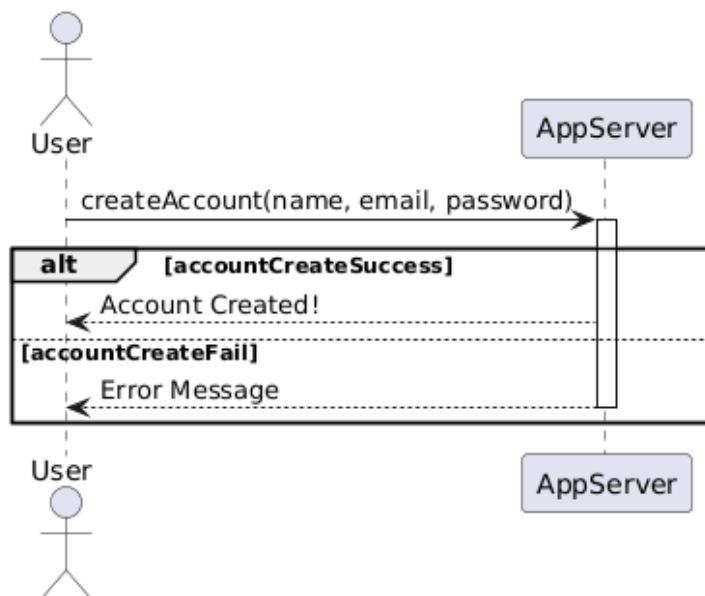 User
AppServer
createAccount(name, email, password)
alt [accountCreateSuccess]
Account Created!
[accountCreateFail]
Error Message
User
AppServer